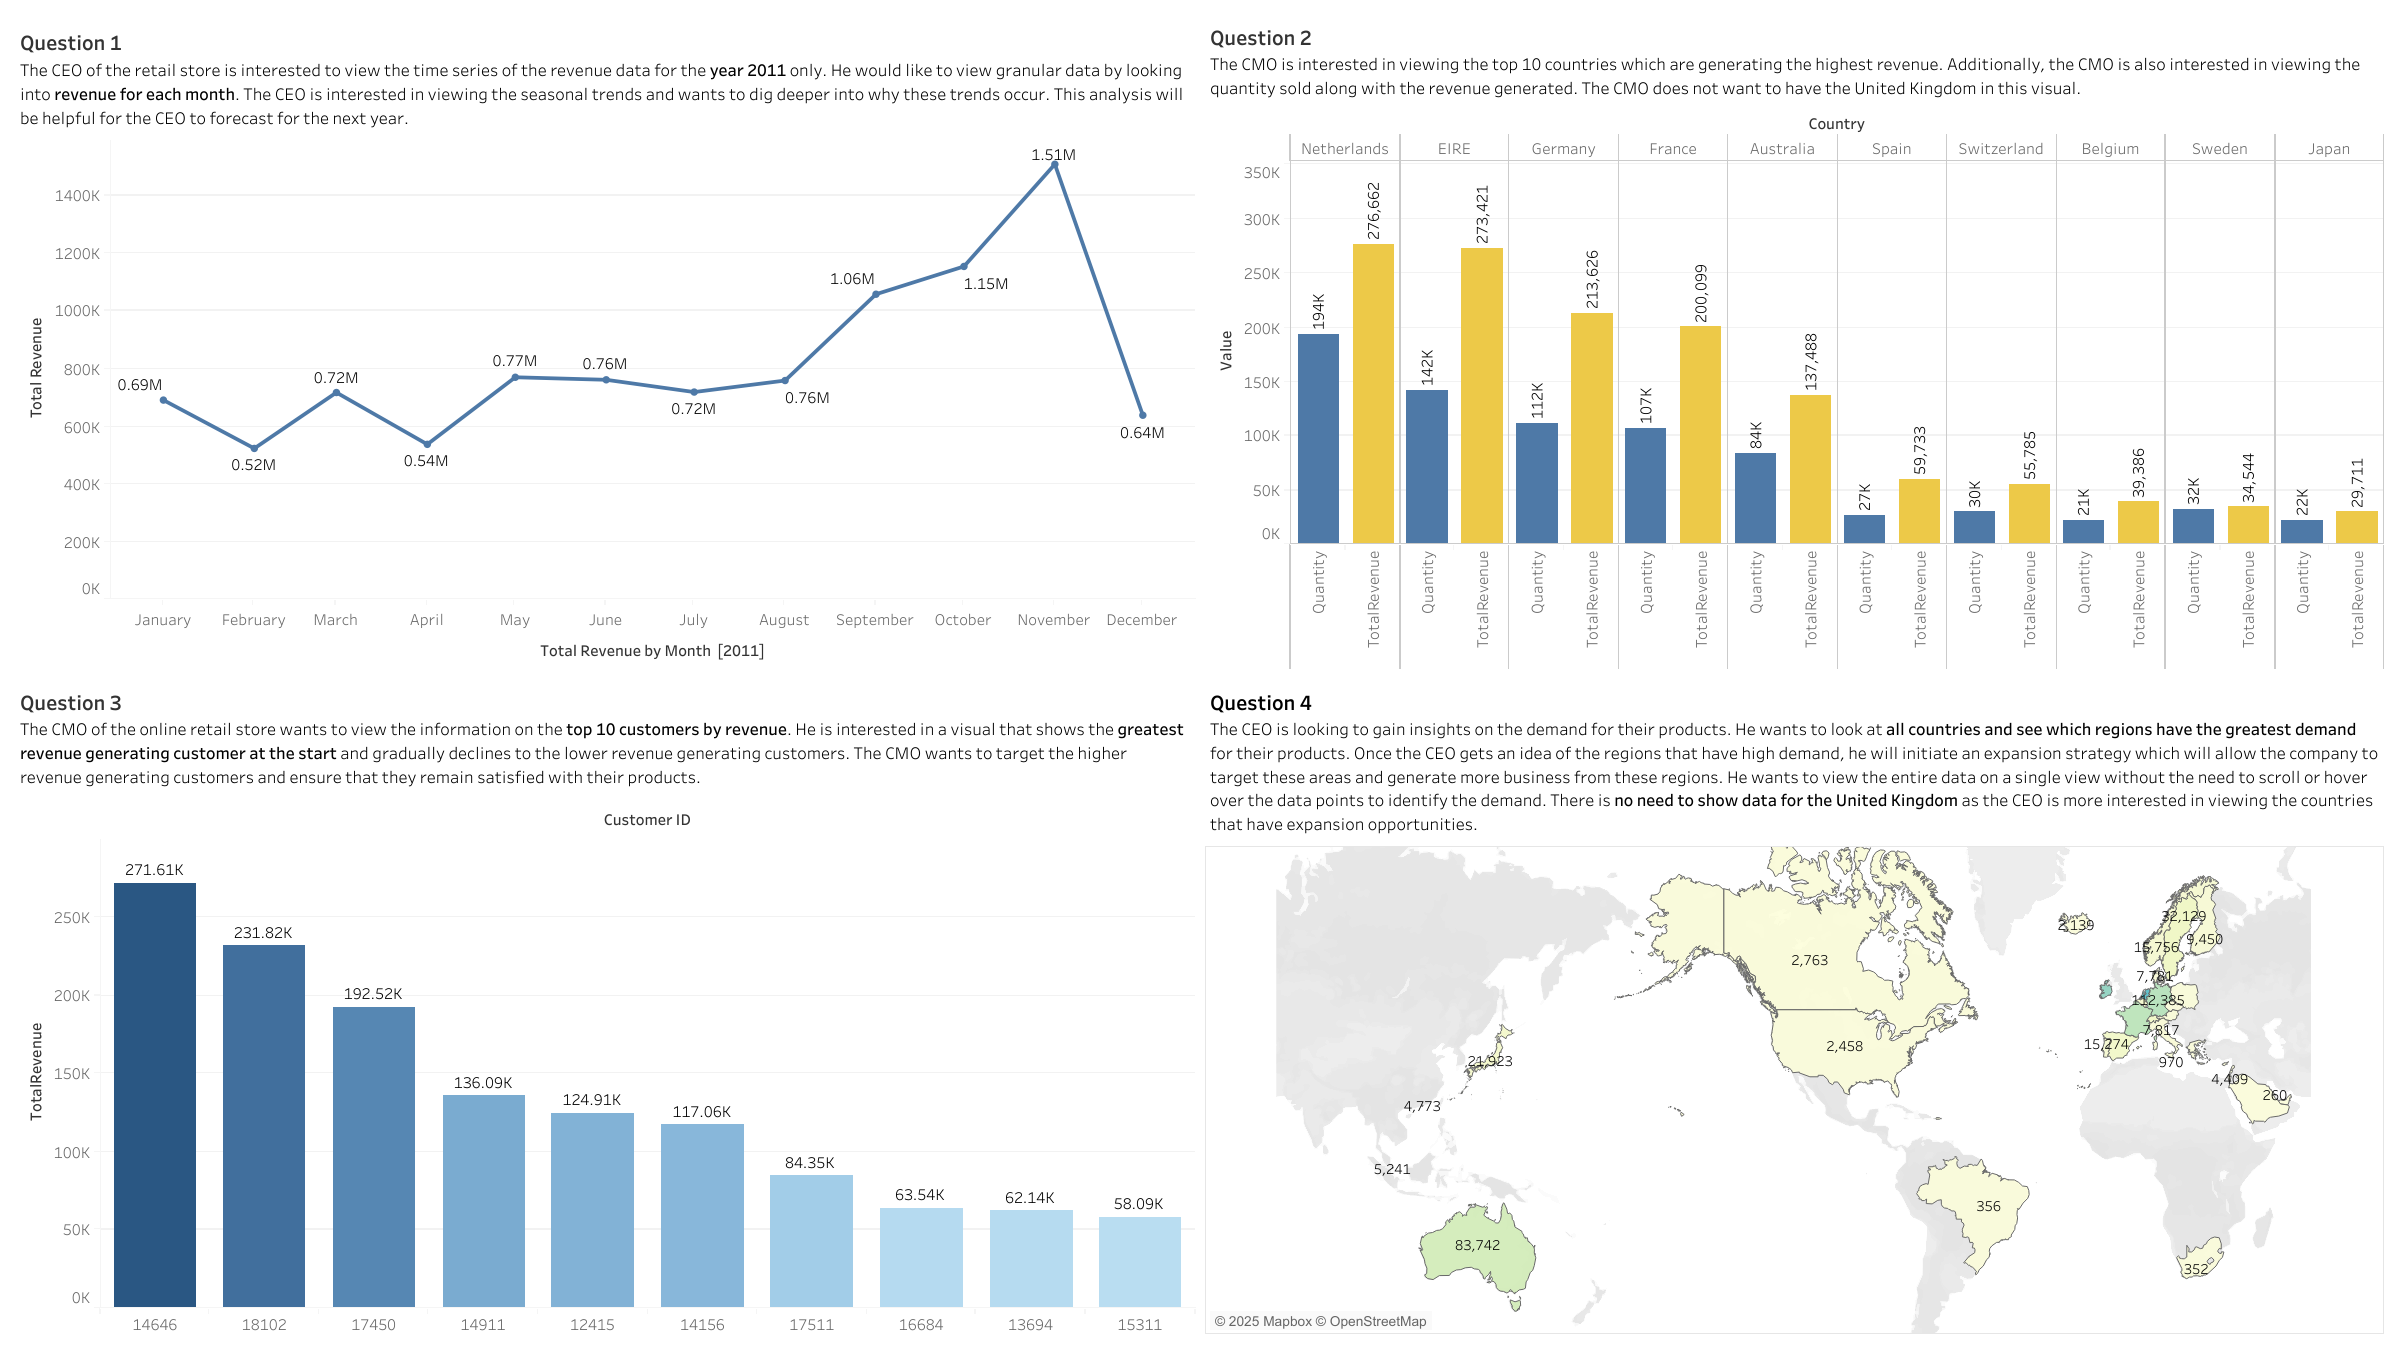 Question 1
The CEO of the retail store is interested to view the time series of the revenue data for the year 2011 only. He would like to view granular data by looking
into revenue for each month. The CEO is interested in viewing the seasonal trends and wants to dig deeper into why these trends occur. This analysis will
be helpful for the CEO to forecast for the next year.
Total Revenue
1400K
1200K
1000K
800K
600K
400K
200K
0K
0.69M
0.52M
0.72M
0.54M
0.77M
0.76M
0.72M
0.76M
1.06M
1.15M
1.51M
0.64M
January February March April May June July August September October November December
Total Revenue by Month [2011]
Question 2
The CMO is interested in viewing the top 10 countries which are generating the highest revenue. Additionally, the CMO is also interested in viewing the
quantity sold along with the revenue generated. The CMO does not want to have the United Kingdom in this visual.
Country
Netherlands EIRE Germany France Australia Spain Switzerland Belgium Sweden Japan
Value
350K
300K
250K
200K
150K
100K
50K
0K
194K 276,662 142K 273,421 112K 213,626 107K 200,099 84K 137,488 27K 59,733 30K 55,785 21K 39,386 32K 34,544 22K 29,711
Quantity TotalRevenue Quantity TotalRevenue Quantity TotalRevenue Quantity TotalRevenue Quantity TotalRevenue Quantity TotalRevenue Quantity TotalRevenue Quantity TotalRevenue Quantity TotalRevenue Quantity TotalRevenue
Question 3
The CMO of the online retail store wants to view the information on the top 10 customers by revenue. He is interested in a visual that shows the greatest
revenue generating customer at the start and gradually declines to the lower revenue generating customers. The CMO wants to target the higher
revenue generating customers and ensure that they remain satisfied with their products.
Customer ID
TotalRevenue
250K
200K
150K
100K
50K
0K
271.61K
231.82K
192.52K
136.09K
124.91K
117.06K
84.35K
63.54K
62.14K
58.09K
14646 18102 17450 14911 12415 14156 17511 16684 13694 15311
Question 4
The CEO is looking to gain insights on the demand for their products. He wants to look at all countries and see which regions have the greatest demand
for their products. Once the CEO gets an idea of the regions that have high demand, he will initiate an expansion strategy which will allow the company to
target these areas and generate more business from these regions. He wants to view the entire data on a single view without the need to scroll or hover
over the data points to identify the demand. There is no need to show data for the United Kingdom as the CEO is more interested in viewing the countries
that have expansion opportunities.
32,129
2,139
9,450
15,756
2,763
7,781
112,385
7,817
15,274
2,458
21,923
970
4,409
260
4,773
5,241
356
83,742
352
© 2025 Mapbox © OpenStreetMap